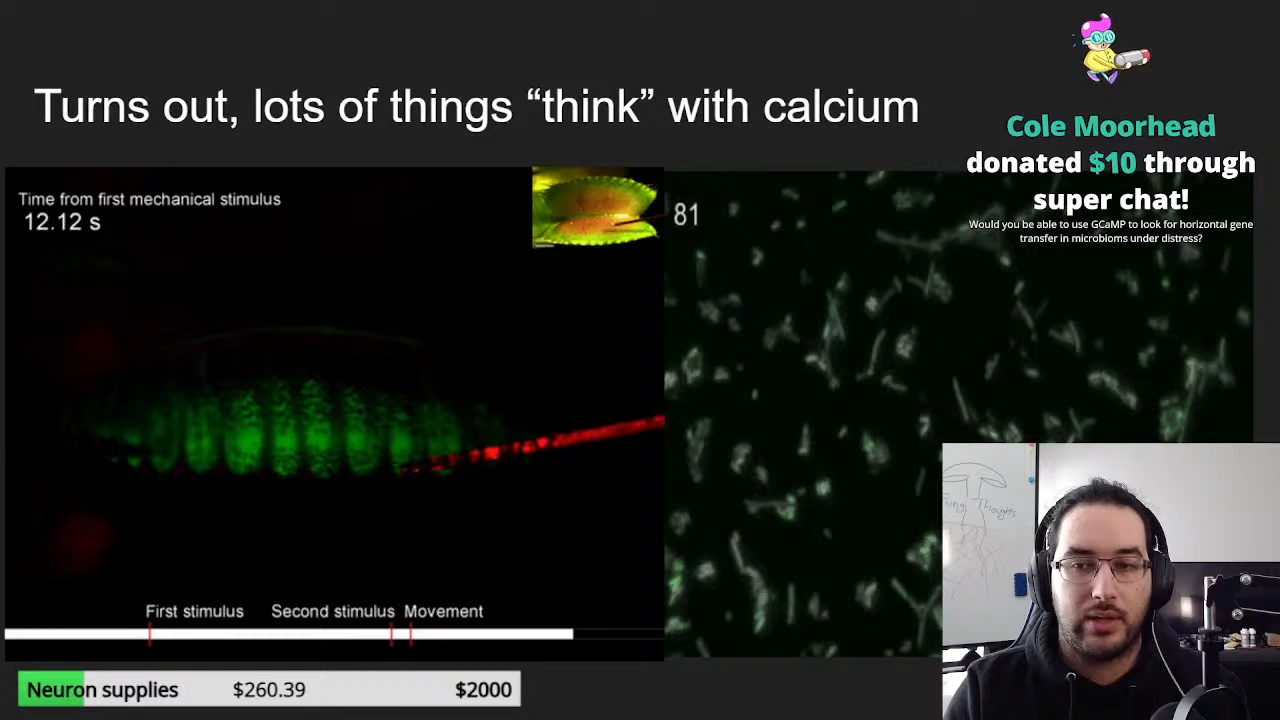 Turns out, lots of things “think” with calcium
Cole Moorhead
donated $10 through
super chat!
Would you be able to use GCaMP to look for horizontal gene
transfer in microbioms under distress?
Time from first mechanical stimulus
12.12 s
81
First stimulus
Second stimulus
Movement
Thoughts
Neuron supplies
$260.39
$2000